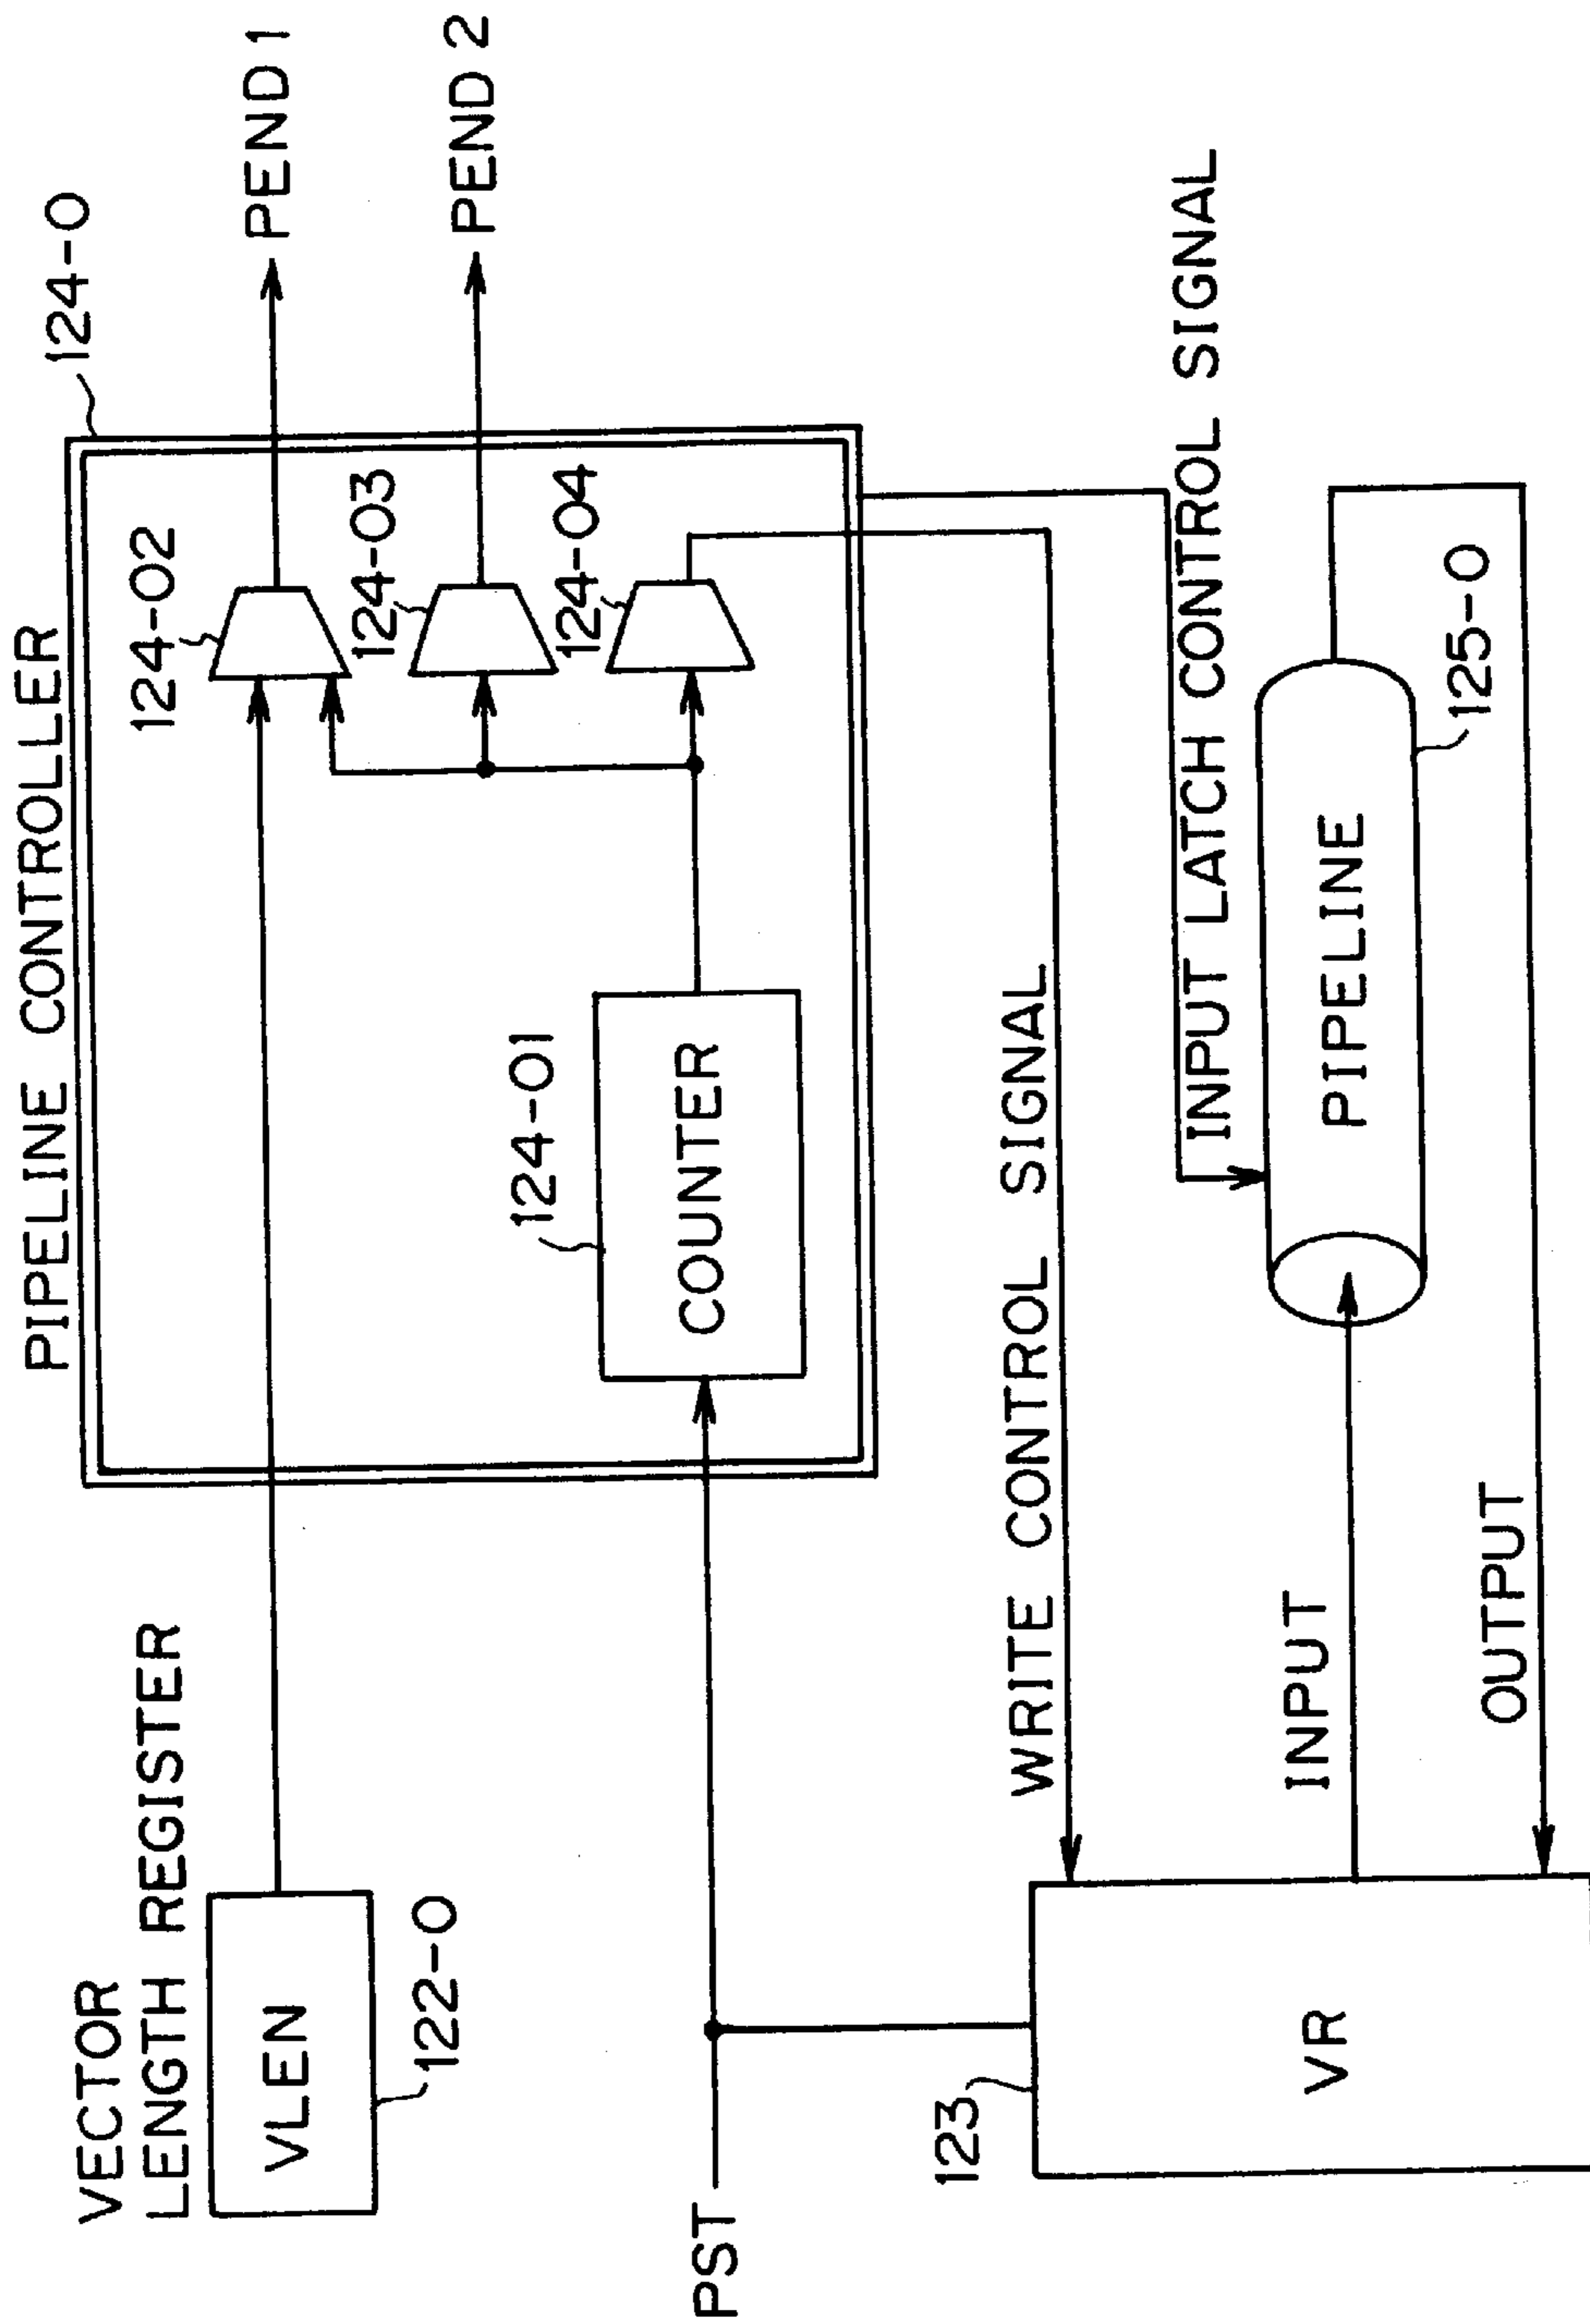 PIPELINE CONTROLLER
124-0
VECTOR
LENGTH REGISTER
VLEN
122-0
124-02
PEND 1
124-03
PEND 2
124-04
124-01
COUNTER
PST
123
VR
WRITE CONTROL SIGNAL
INPUT LATCH CONTROL SIGNAL
INPUT
PIPELINE
125-0
OUTPUT